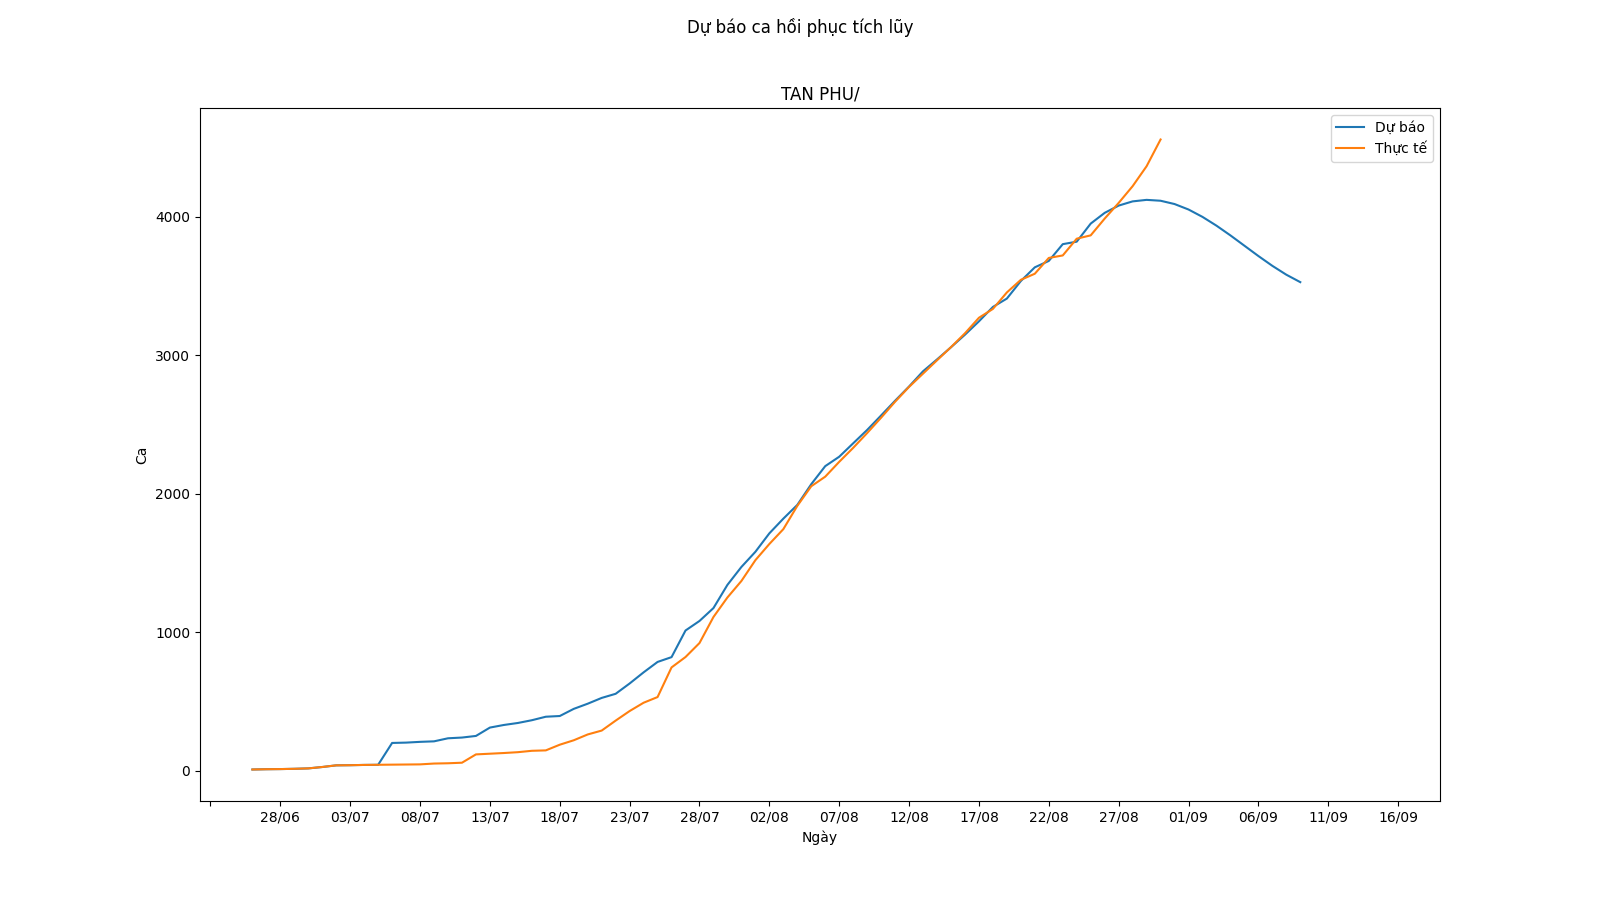 Dự báo ca hồi phục tích lũy
TAN PHU/
Dự báo
Thực tế
4000
3000
2000
1000
0
Ca
28/06 03/07 08/07 13/07 18/07 23/07 28/07 02/08 07/08 12/08 17/08 22/08 27/08 01/09 06/09 11/09 16/09
Ngày